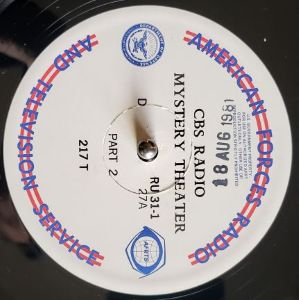 AMERICAN FORCES RADIO
AND TELEVISION SERVICE
CBS RADIO
MYSTERY THEATER
18 AUG 1981
RU 31-1
27A
D
PART 2
217 T
AFRTS